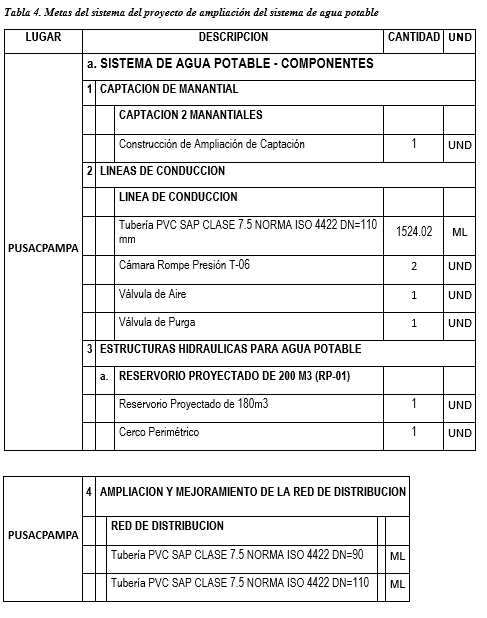 Tabla 4. Metas del sistema del proyecto de ampliación del sistema de agua potable
LUGAR DESCRIPCION CANTIDAD UND
a. SISTEMA DE AGUA POTABLE - COMPONENTES
1 CAPTACION DE MANANTIAL
CAPTACION 2 MANANTIALES
Construcción de Ampliación de Captación 1 UND
2 LINEAS DE CONDUCCION
LINEA DE CONDUCCION
Tubería PVC SAP CLASE 7.5 NORMA ISO 4422 DN=110
mm 1524.02 ML
PUSACPAMPA
Cámara Rompe Presión T-06 2 UND
Válvula de Aire 1 UND
Válvula de Purga 1 UND
3 ESTRUCTURAS HIDRAULICAS PARA AGUA POTABLE
a. RESERVORIO PROYECTADO DE 200 M3 (RP-01)
Reservorio Proyectado de 180m3 1 UND
Cerco Perimétrico 1 UND
4 AMPLIACION Y MEJORAMIENTO DE LA RED DE DISTRIBUCION
RED DE DISTRIBUCION
PUSACPAMPA
Tubería PVC SAP CLASE 7.5 NORMA ISO 4422 DN=90 ML
Tubería PVC SAP CLASE 7.5 NORMA ISO 4422 DN=110 ML